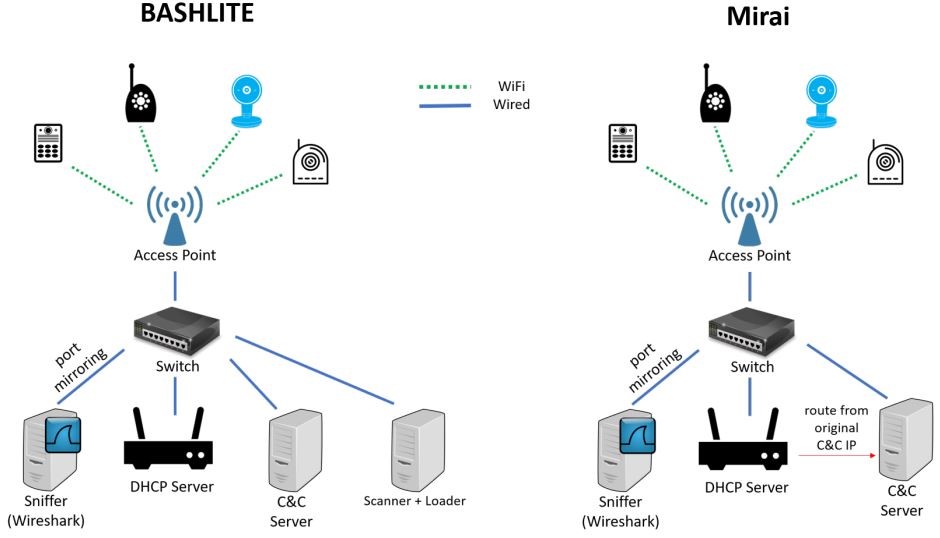 BASHLITE
Mirai
WiFi
Wired
Access Point
Switch
port
mirroring
Sniffer
(Wireshark)
DHCP Server
C&C
Server
Scanner + Loader
Access Point
Switch
port
mirroring
route from
original
C&C IP
Sniffer
(Wireshark)
DHCP Server
C&C
Server